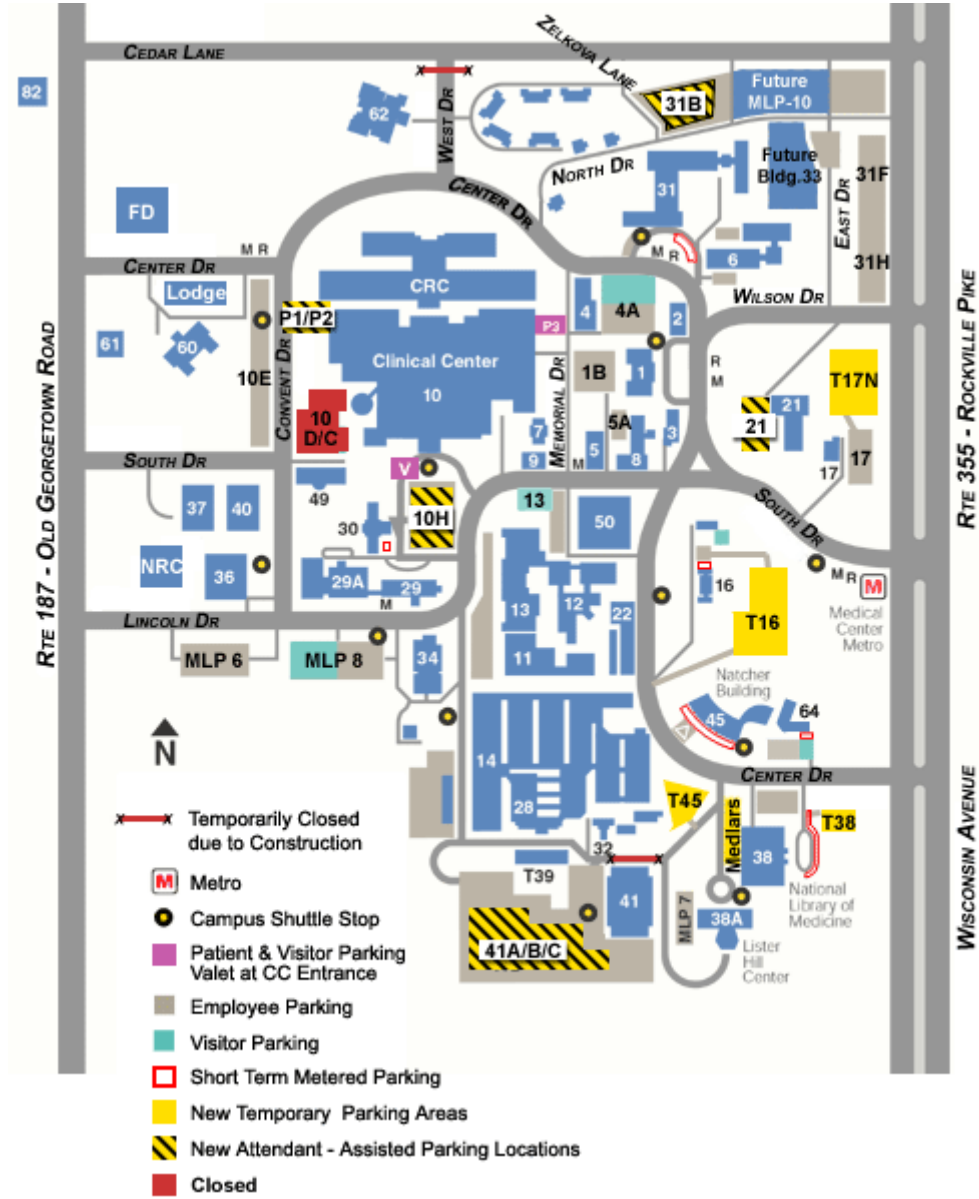 CEDAR LANE
ZELKOVA LANE
82
62
WEST DR
31B
Future
MLP-10
NORTH DR
31
Future
Bldg.33
31F
EAST DR
FD
CENTER DR
M R
6
31H
CENTER DR
CRC
M R
Lodge
P1/P2
4
4A
2
WILSON DR
P3
61
60
10E
CONVENT DR
Clinical Center
10
1B
1
R
M
T17N
RTE 187 - OLD GEORGETOWN ROAD
RTE 355 - ROCKVILLE PIKE
MEMORIAL DR
10
D/C
7
5A
3
21
21
SOUTH DR
V
9
M
5
8
17
17
49
37
40
30
10H
13
50
SOUTH DR
NRC
36
29A
29
M
13
12
22
16
M R
M
Medical
Center
Metro
LINCOLN DR
T16
MLP 6
MLP 8
34
11
Natcher
Building
45
64
N
14
CENTER DR
28
T45
Medlars
T38
32
38
T39
41
MLP 7
38A
National
Library of
Medicine
41A/B/C
Lister
Hill
Center
WISCONSIN AVENUE
Temporarily Closed
due to Construction
M Metro
Campus Shuttle Stop
Patient & Visitor Parking
Valet at CC Entrance
Employee Parking
Visitor Parking
Short Term Metered Parking
New Temporary Parking Areas
New Attendant - Assisted Parking Locations
Closed